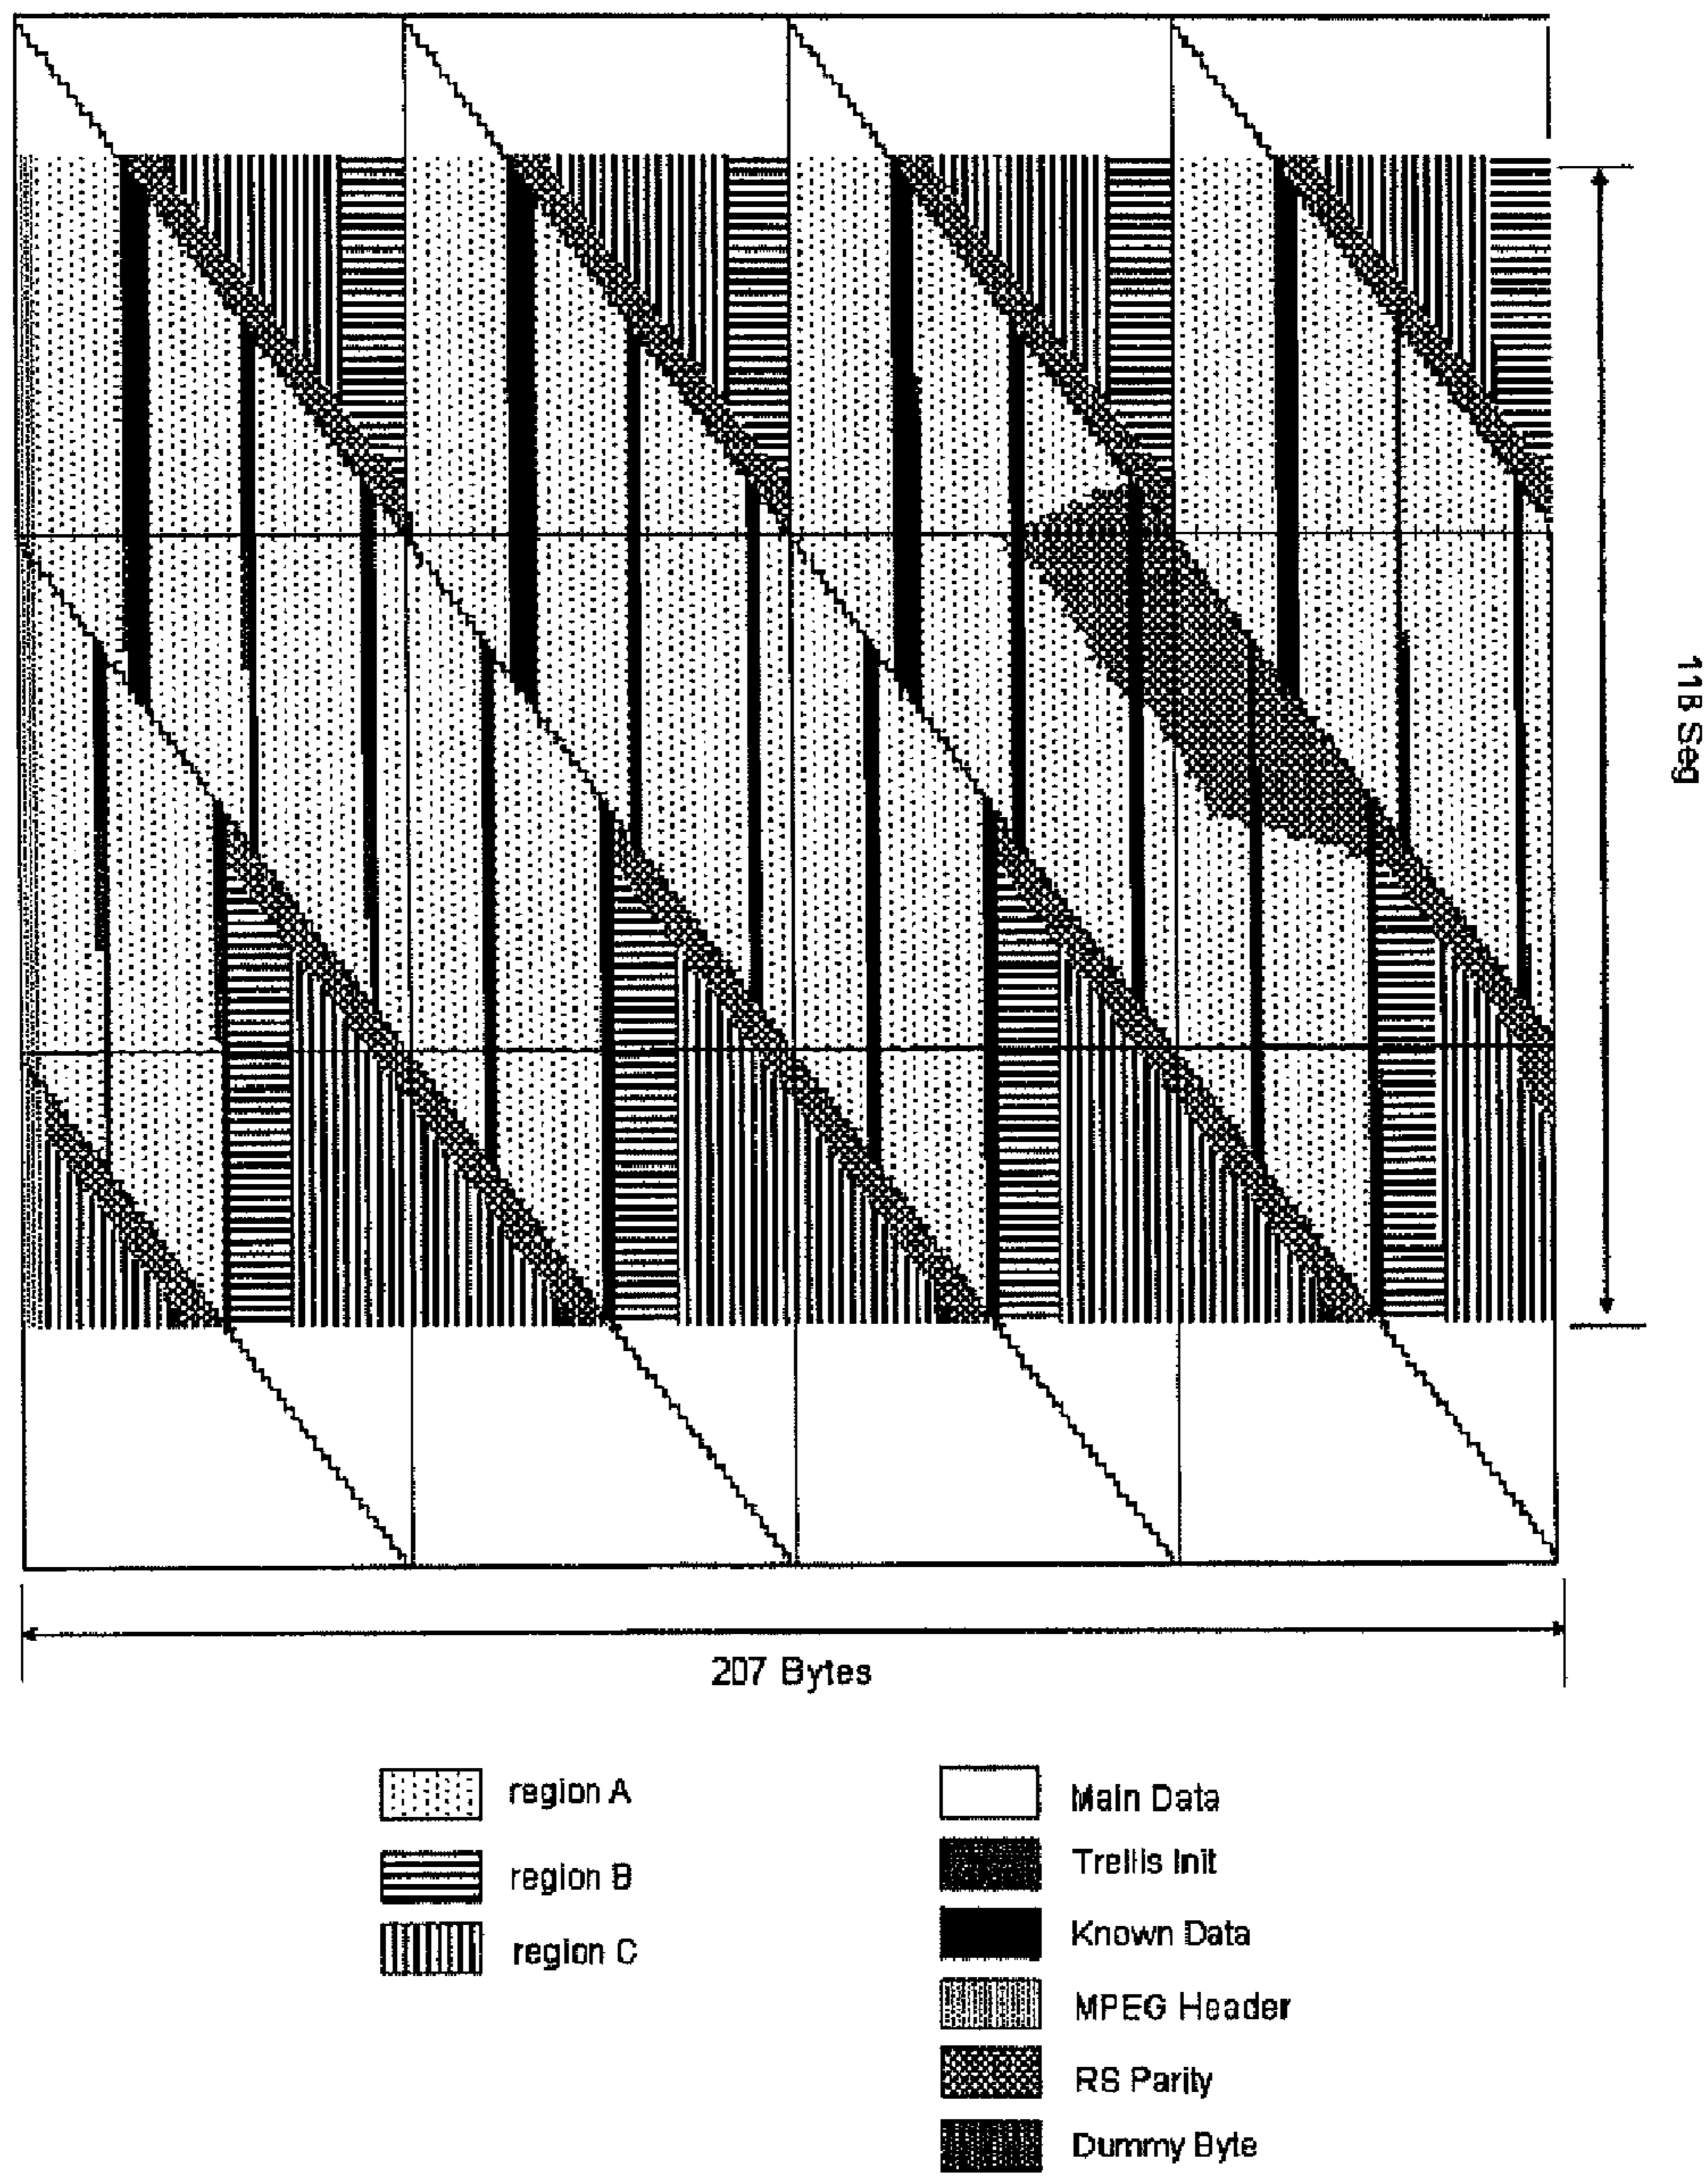 118 Seg
207 Bytes
region A
region B
region C
Main Data
Trellis Init
Known Data
MPEG Header
RS Parity
Dummy Byte